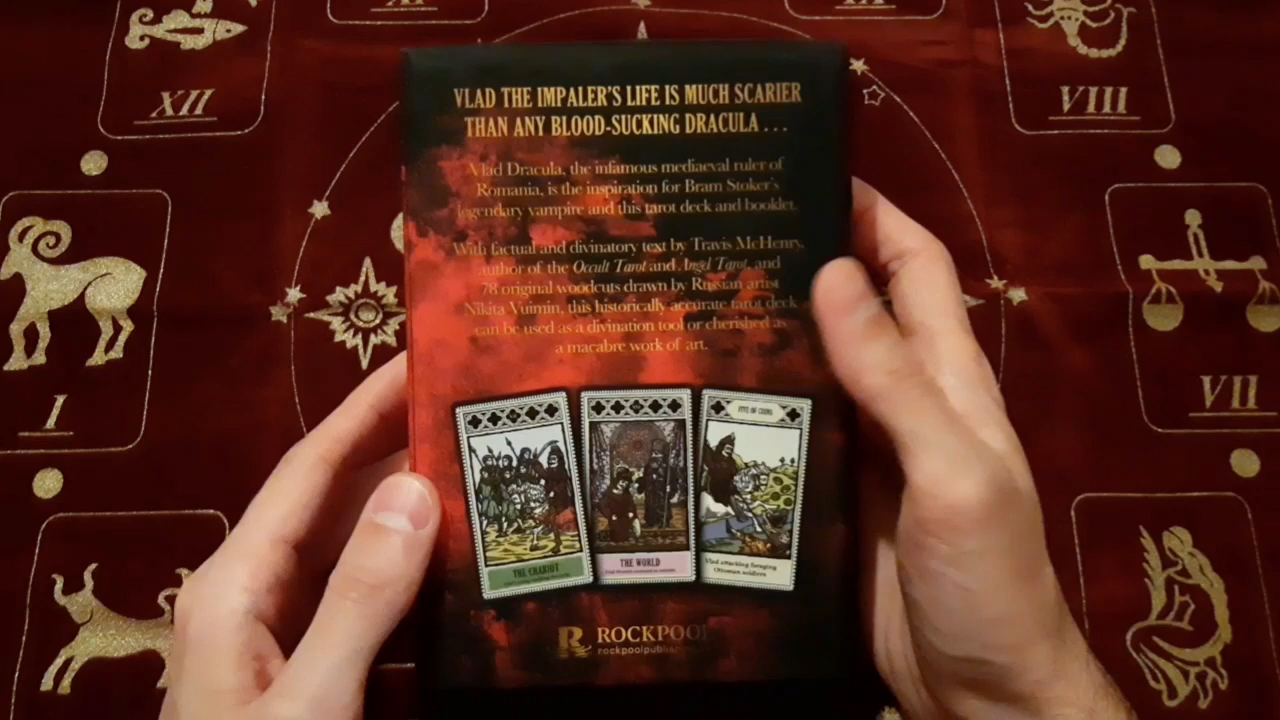 XI
IX
XII
VIII
VLAD THE IMPALER'S LIFE IS MUCH SCARIER
THAN ANY BLOOD-SUCKING DRACULA . . .
Vlad Dracula, the infamous mediaeval ruler of
Romania, is the inspiration for Bram Stoker's
legendary vampire and this tarot deck and booklet.
With factual and divinatory text by Travis McHenry,
author of the Occult Tarot and Angel Tarot, and
78 original woodcuts drawn by Russian artist
Nikita Vuimin, this historically accurate tarot deck
can be used as a divination tool or cherished as
a macabre work of art.
I
VII
FIVE OF COINS
THE CHARIOT
THE WORLD
Vlad attacking foraging
Ottoman soldiers
R ROCKPOOL